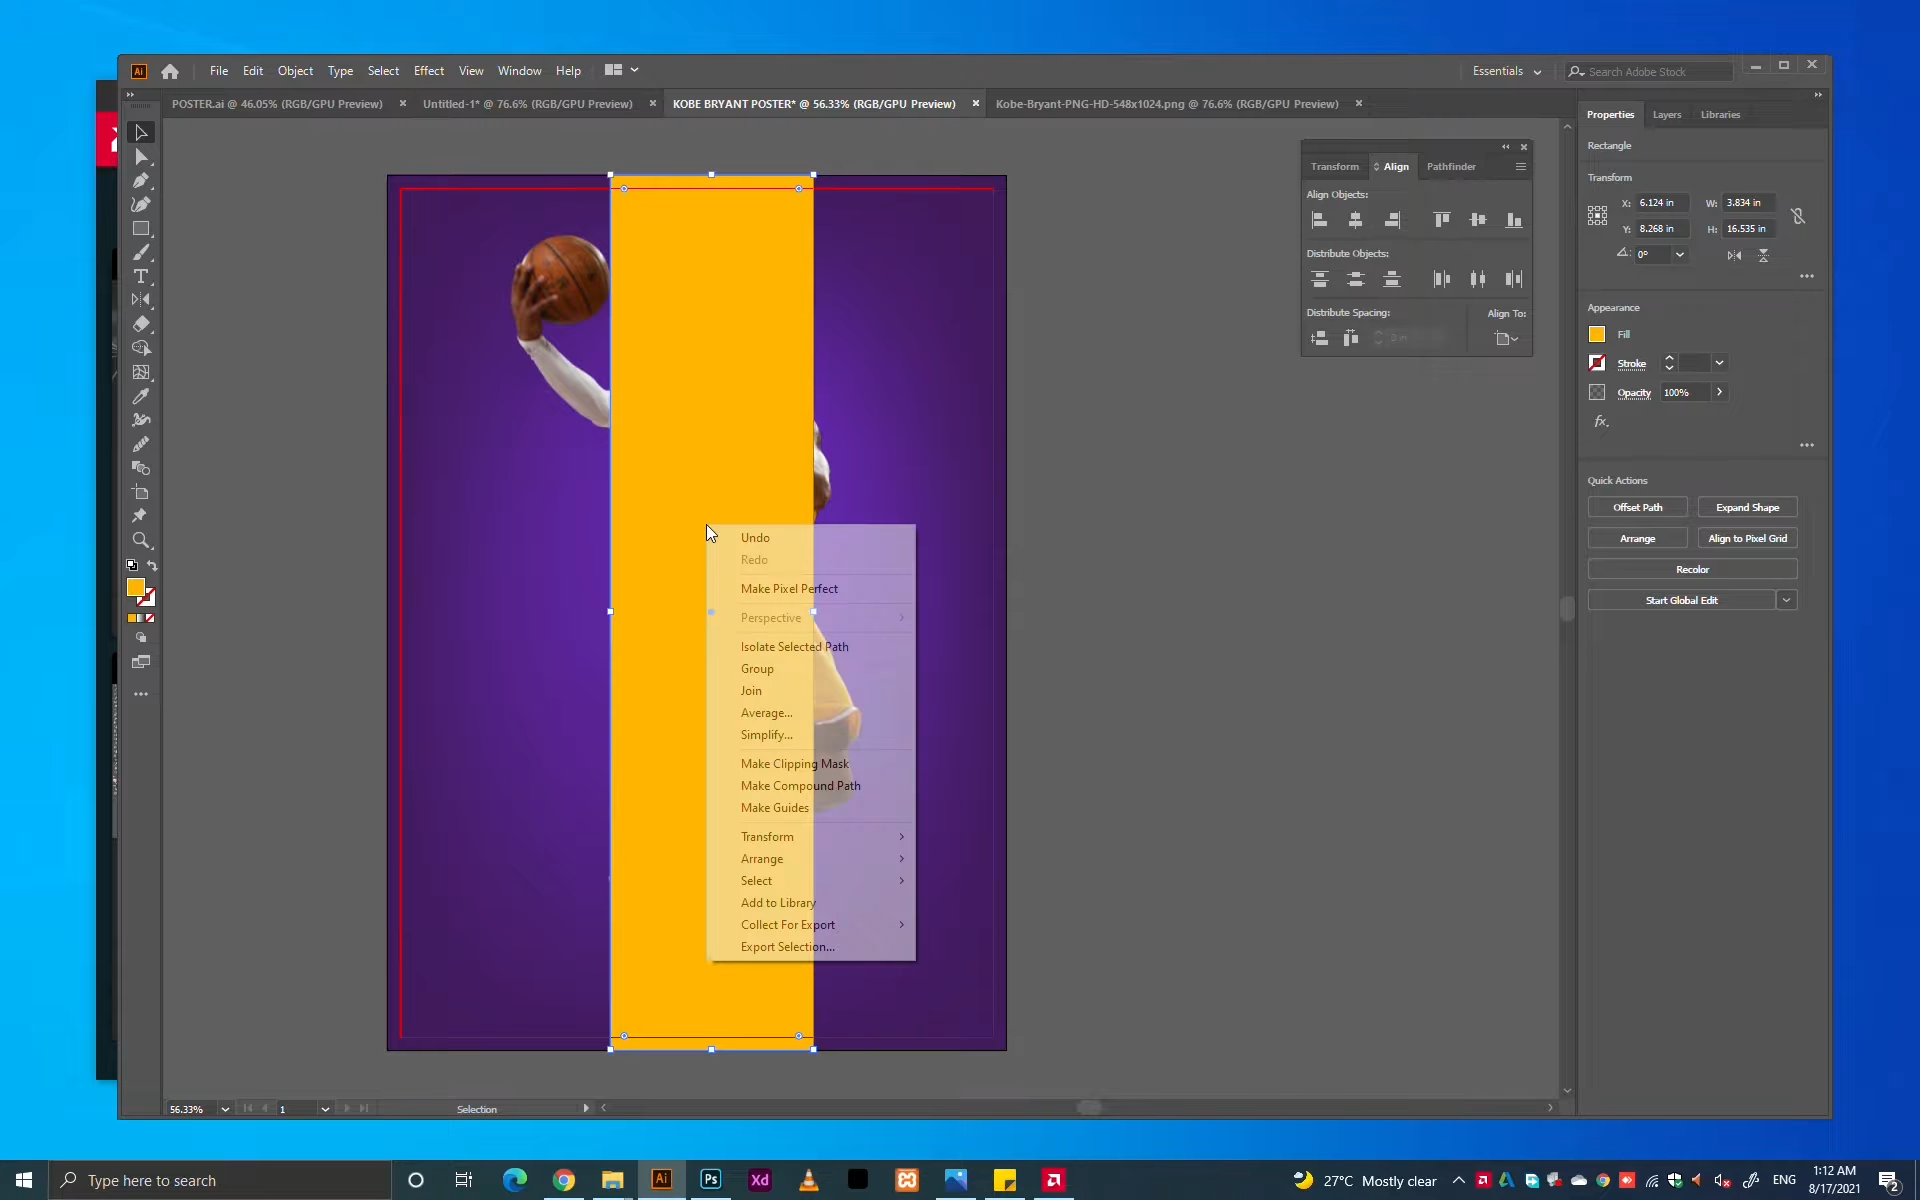 Ai File Edit Object Type Select Effect View Window Help Essentials Search Adobe Stock
POSTER.ai @ 46.05% (RGB/GPU Preview) Untitled-1* @ 76.6% (RGB/GPU Preview) KOBE BRYANT POSTER* @ 56.33% (RGB/GPU Preview) Kobe-Bryant-PNG-HD-548x1024.png @ 76.6% (RGB/GPU Preview)
Transform Align Pathfinder
Align Objects:
Distribute Objects:
Distribute Spacing: Align To:
0 in
Properties Layers Libraries
Rectangle
Transform
X: 6.124 in W: 3.834 in
Y: 8.268 in H: 16.535 in
0°
Appearance
Fill
Stroke
Opacity 100%
fx.
Quick Actions
Offset Path Expand Shape
Arrange Align to Pixel Grid
Recolor
Start Global Edit
Undo
Redo
Make Pixel Perfect
Perspective
Isolate Selected Path
Group
Join
Average...
Simplify...
Make Clipping Mask
Make Compound Path
Make Guides
Transform
Arrange
Select
Add to Library
Collect For Export
Export Selection...
56.33% 1 Selection
Type here to search Ai Ps Xd 27°C Mostly clear ENG 1:12 AM
8/17/2021 2